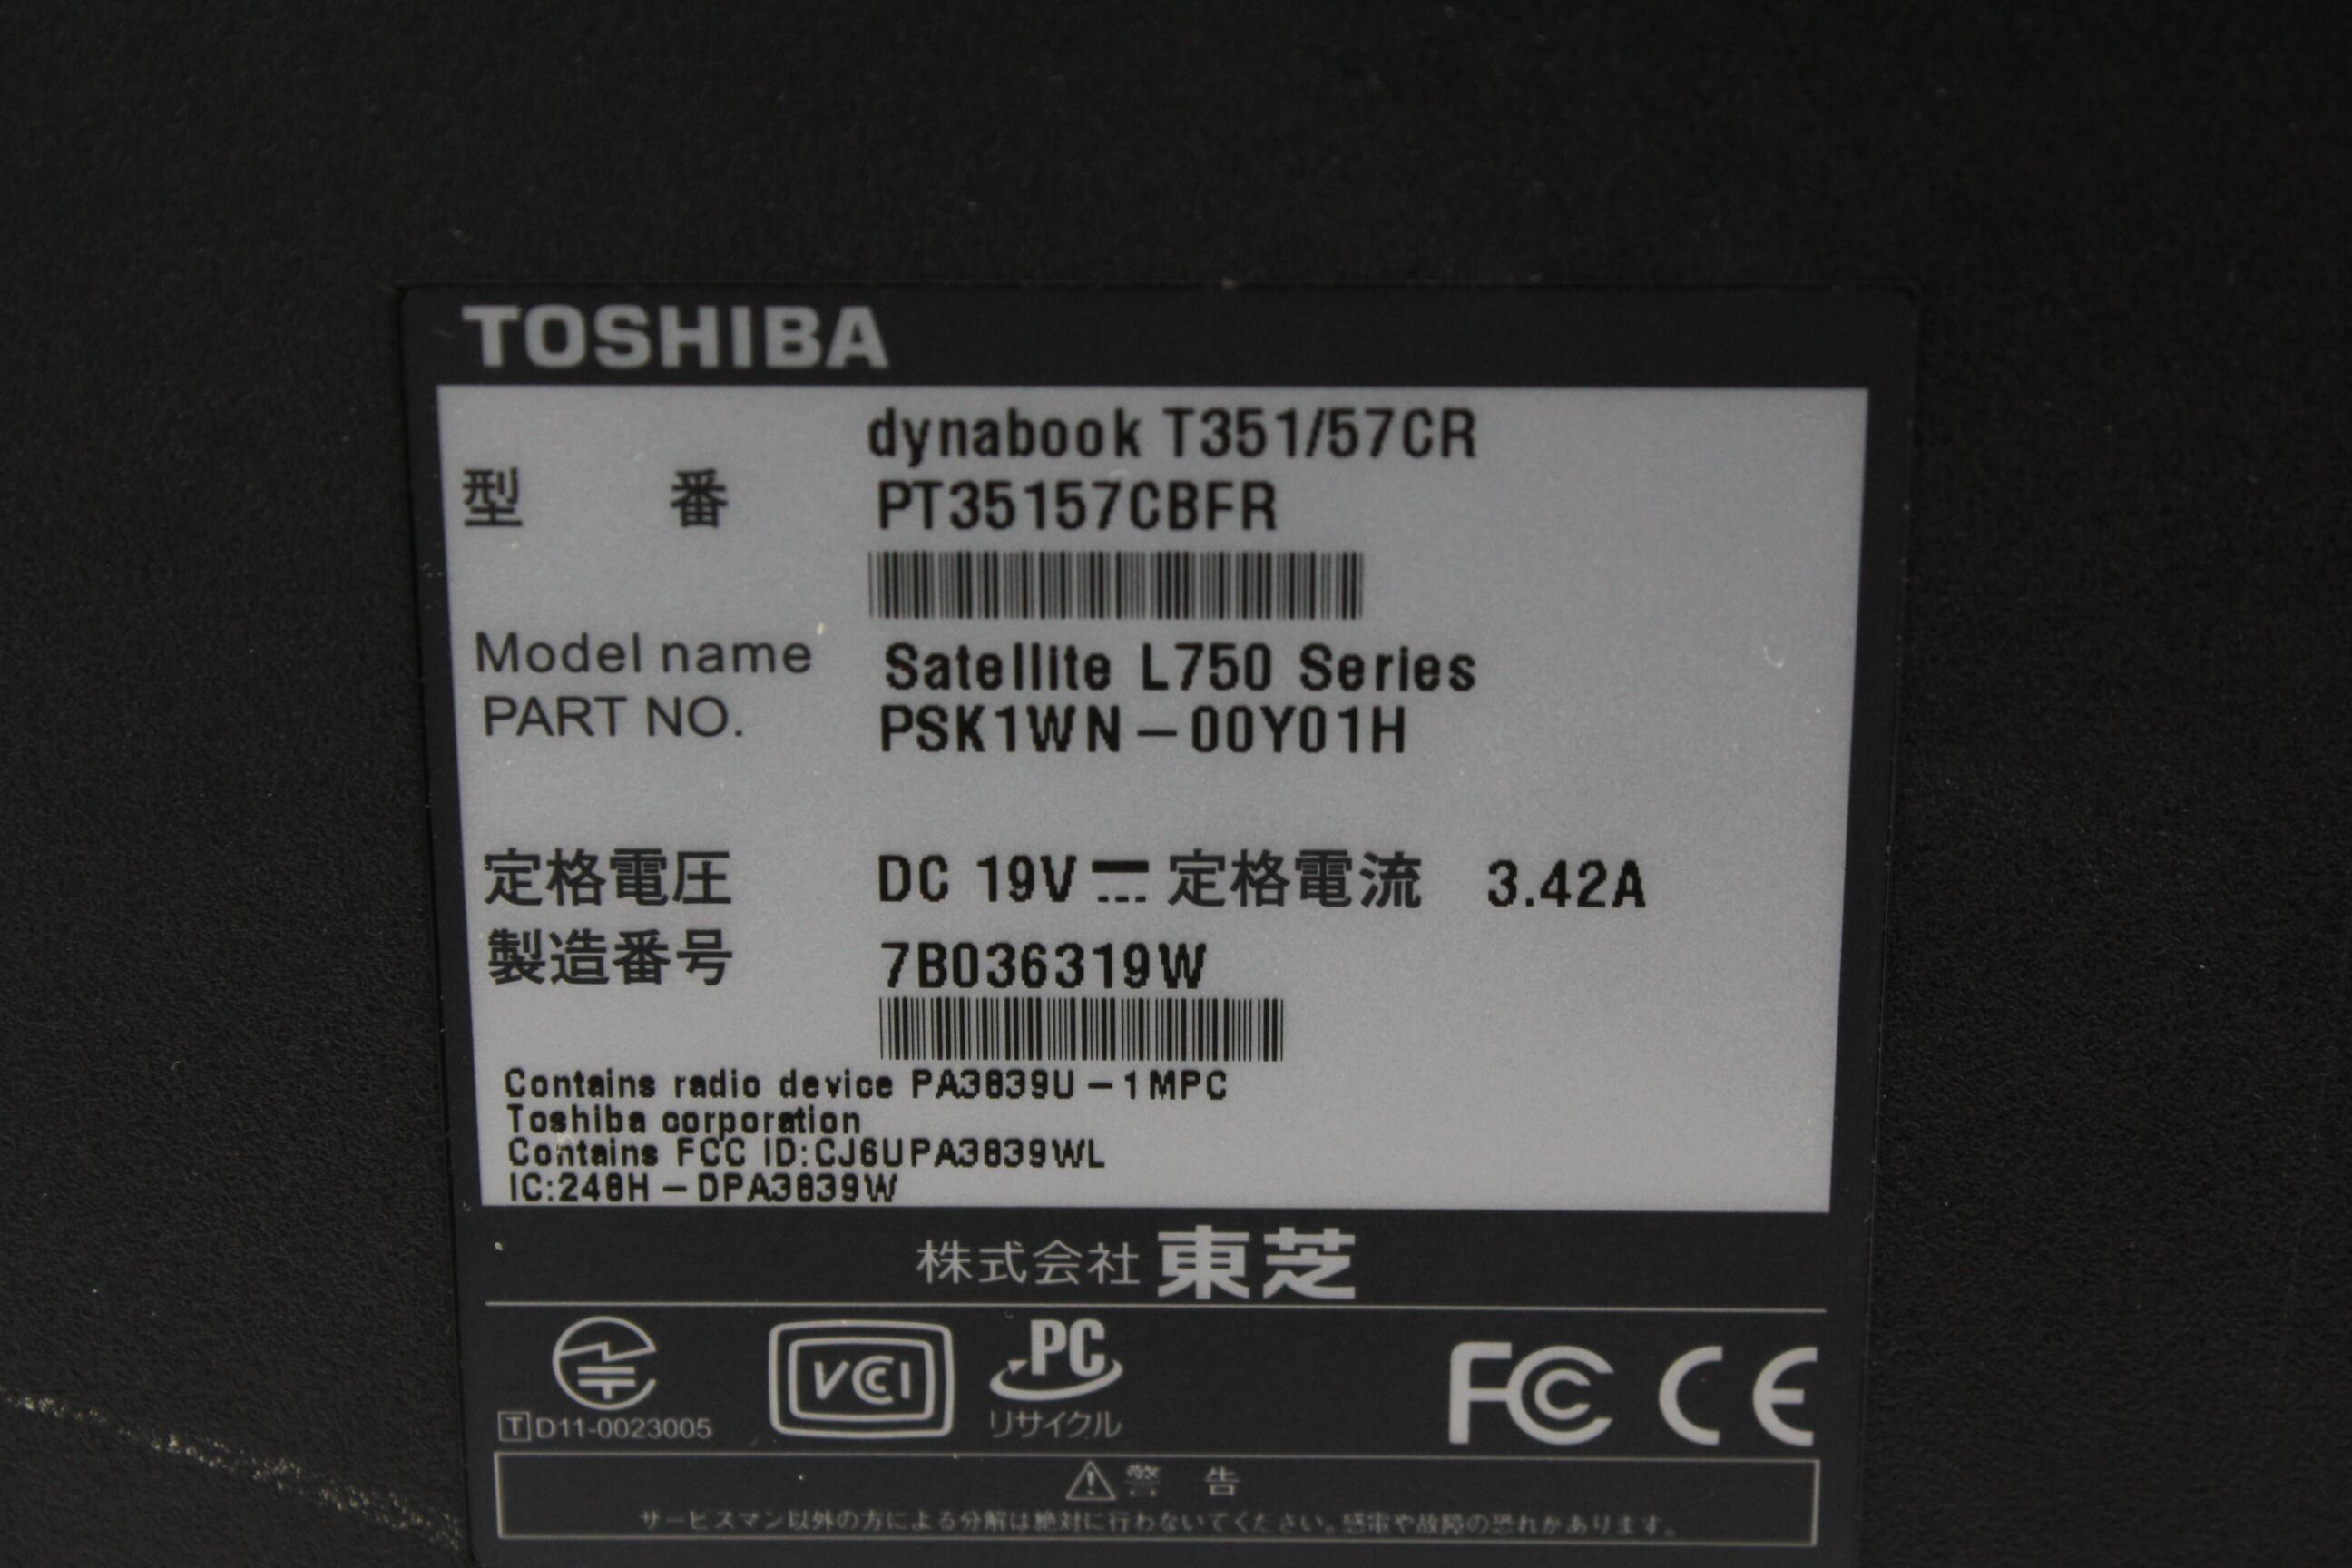 TOSHIBA
dynabook T351/57CR
型 番 PT35157CBFR
Model name Satellite L750 Series
PART NO. PSK1WN-00Y01H
定格電圧 DC 19V 定格電流 3.42A
製造番号 7B036319W
Contains radio device PA3839U-1MPC
Toshiba corporation
Contains FCC ID:CJ6UPA3839WL
IC:248H-DPA3839W
株式会社 東芝
T D11-0023005
VCCI
PC
リサイクル
FC CE
警 告
サービスマン以外の方による分解は絶対に行わないでください。感電や故障の恐れがあります。